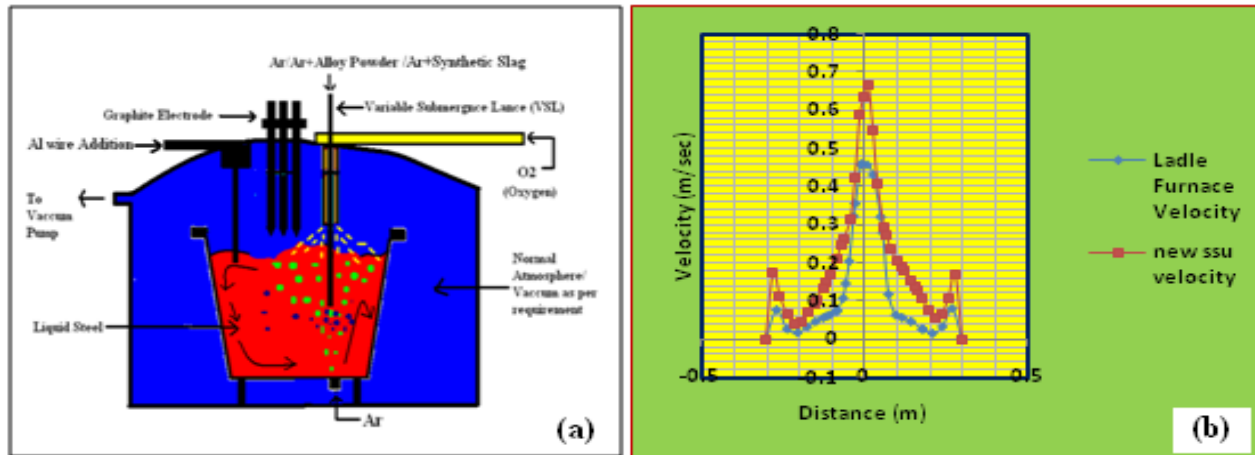 Ar/Ar+Alloy Powder /Ar+Synthetic Slag
Graphite Electrode
Variable Submergnce Lance (VSL)
Al wire Addition
O2
(Oxygen)
To
Vaccum
Pump
Normal
Atmosphere/
Vaccum as per
requirement
Liquid Steel
Ar
(a)
0.8
0.7
0.6
0.5
0.4
0.3
0.2
0.1
0
-0.1
-0.5
0
0.5
Velocity (m/sec)
Distance (m)
Ladle
Furnace
Velocity
new ssu
velocity
(b)